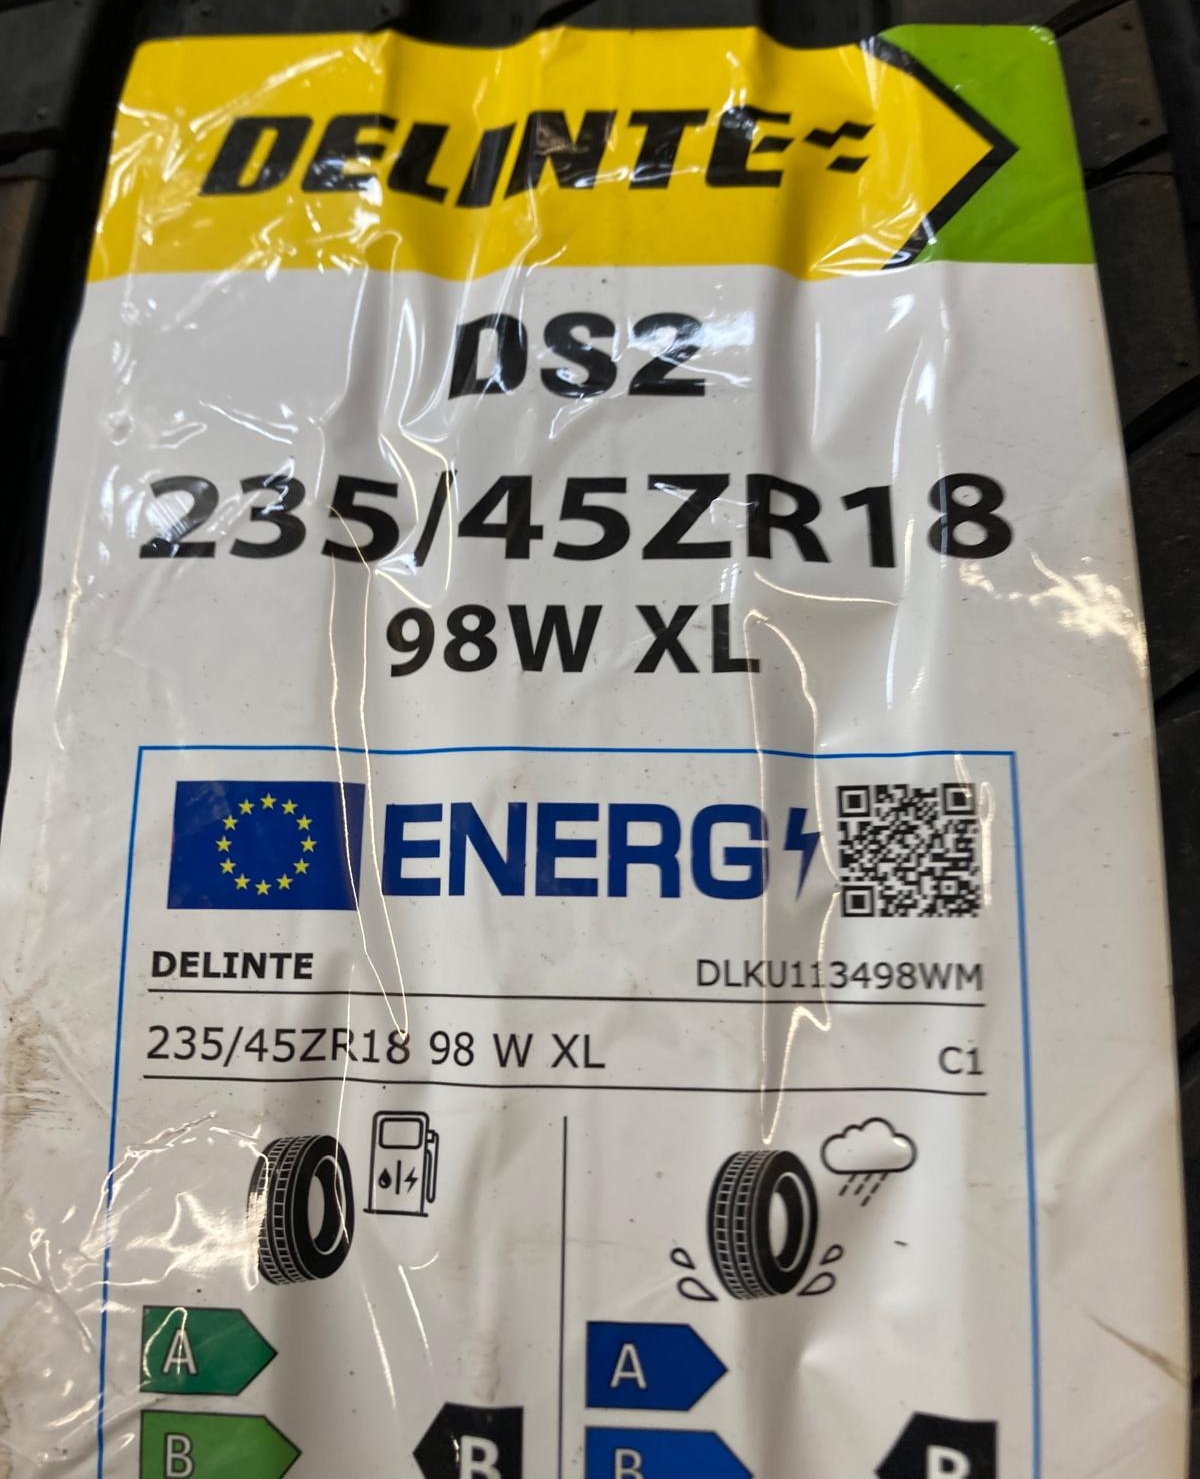 DELINTE
DS2
235/45ZR18
98W XL
ENERG
DELINTE DLKU113498WM
235/45ZR18 98 W XL C1
A A
B B B B